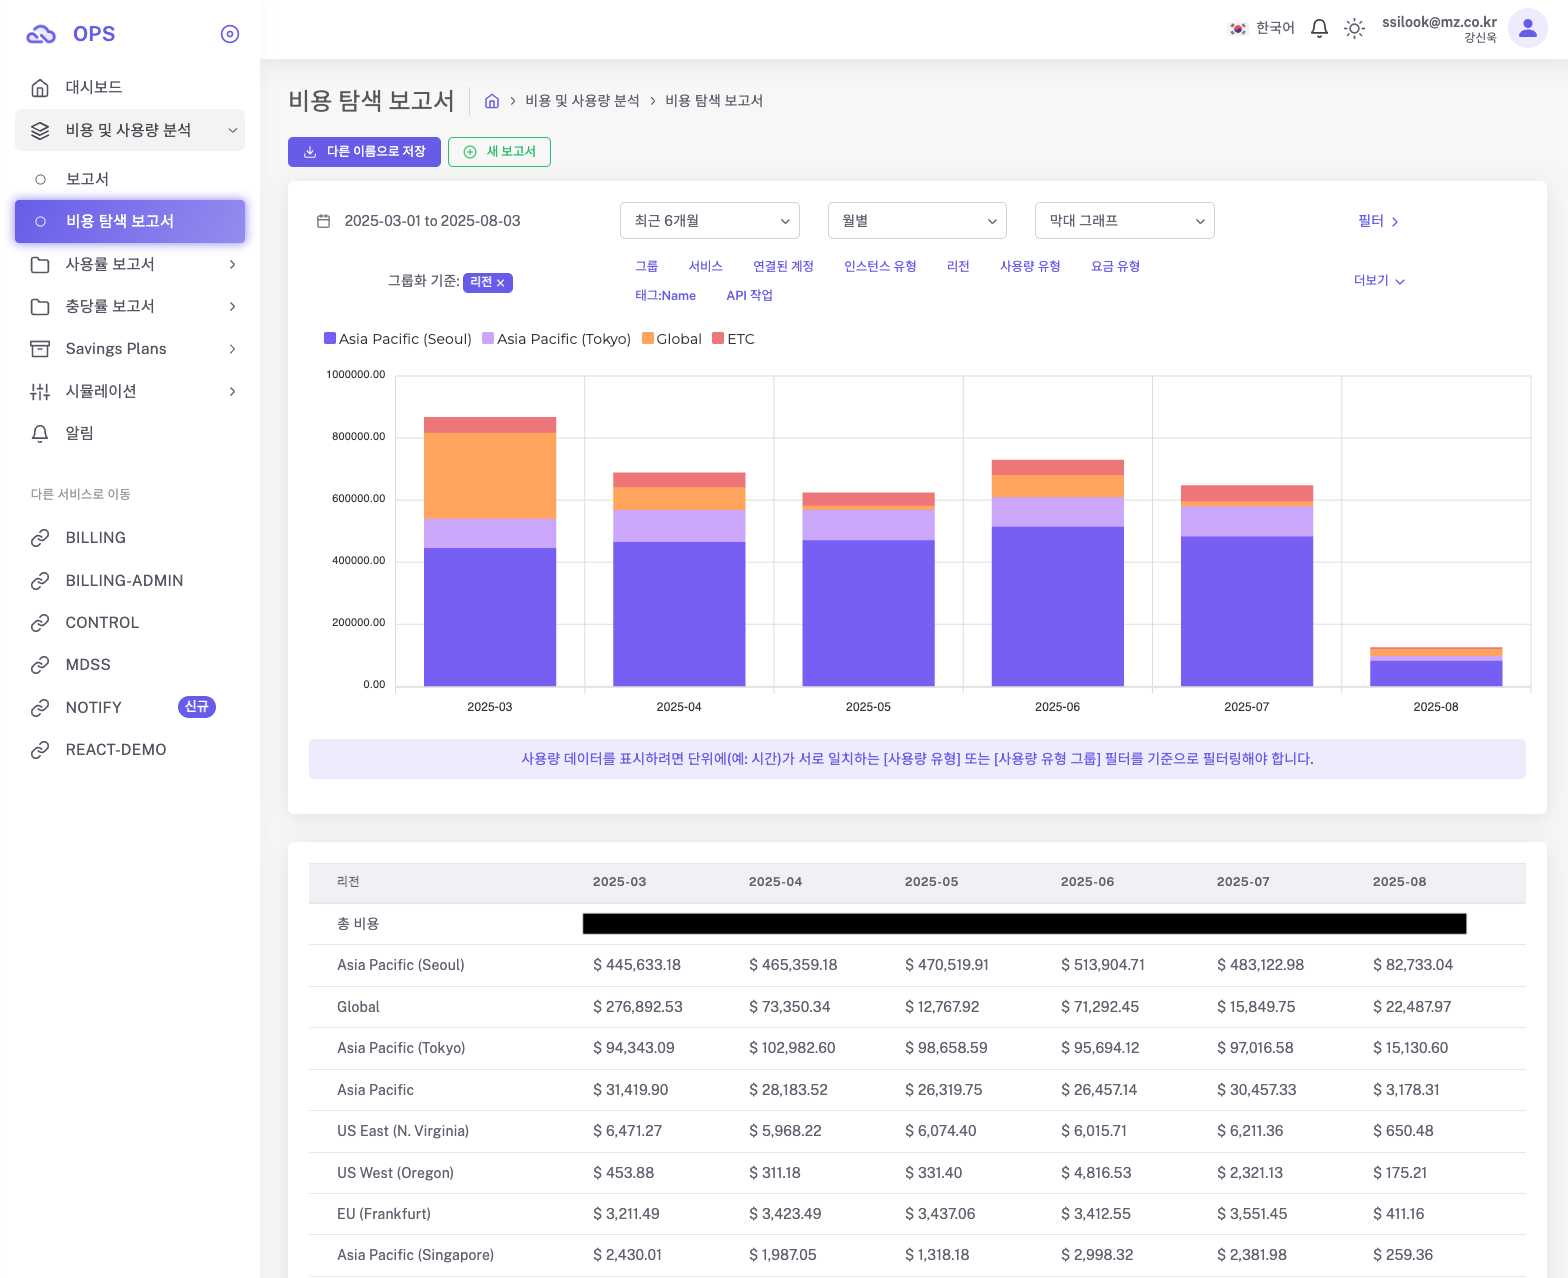 OPS
대시보드
비용 및 사용량 분석
보고서
비용 탐색 보고서
사용률 보고서
충당률 보고서
Savings Plans
시뮬레이션
알림
다른 서비스로 이동
BILLING
BILLING-ADMIN
CONTROL
MDSS
NOTIFY 신규
REACT-DEMO
한국어
ssilook@mz.co.kr
강신욱
비용 탐색 보고서
비용 및 사용량 분석 비용 탐색 보고서
다른 이름으로 저장 새 보고서
2025-03-01 to 2025-08-03 최근 6개월 월별 막대 그래프 필터
그룹화 기준: 리전
그룹 서비스 연결된 계정 인스턴스 유형 리전 사용량 유형 요금 유형
태그:Name API 작업
더보기
Asia Pacific (Seoul) Asia Pacific (Tokyo) Global ETC
1000000.00
800000.00
600000.00
400000.00
200000.00
0.00
2025-03 2025-04 2025-05 2025-06 2025-07 2025-08
사용량 데이터를 표시하려면 단위에(예: 시간)가 서로 일치하는 [사용량 유형] 또는 [사용량 유형 그룹] 필터를 기준으로 필터링해야 합니다.
리전 2025-03 2025-04 2025-05 2025-06 2025-07 2025-08
총 비용
Asia Pacific (Seoul) $ 445,633.18 $ 465,359.18 $ 470,519.91 $ 513,904.71 $ 483,122.98 $ 82,733.04
Global $ 276,892.53 $ 73,350.34 $ 12,767.92 $ 71,292.45 $ 15,849.75 $ 22,487.97
Asia Pacific (Tokyo) $ 94,343.09 $ 102,982.60 $ 98,658.59 $ 95,694.12 $ 97,016.58 $ 15,130.60
Asia Pacific $ 31,419.90 $ 28,183.52 $ 26,319.75 $ 26,457.14 $ 30,457.33 $ 3,178.31
US East (N. Virginia) $ 6,471.27 $ 5,968.22 $ 6,074.40 $ 6,015.71 $ 6,211.36 $ 650.48
US West (Oregon) $ 453.88 $ 311.18 $ 331.40 $ 4,816.53 $ 2,321.13 $ 175.21
EU (Frankfurt) $ 3,211.49 $ 3,423.49 $ 3,437.06 $ 3,412.55 $ 3,551.45 $ 411.16
Asia Pacific (Singapore) $ 2,430.01 $ 1,987.05 $ 1,318.18 $ 2,998.32 $ 2,381.98 $ 259.36